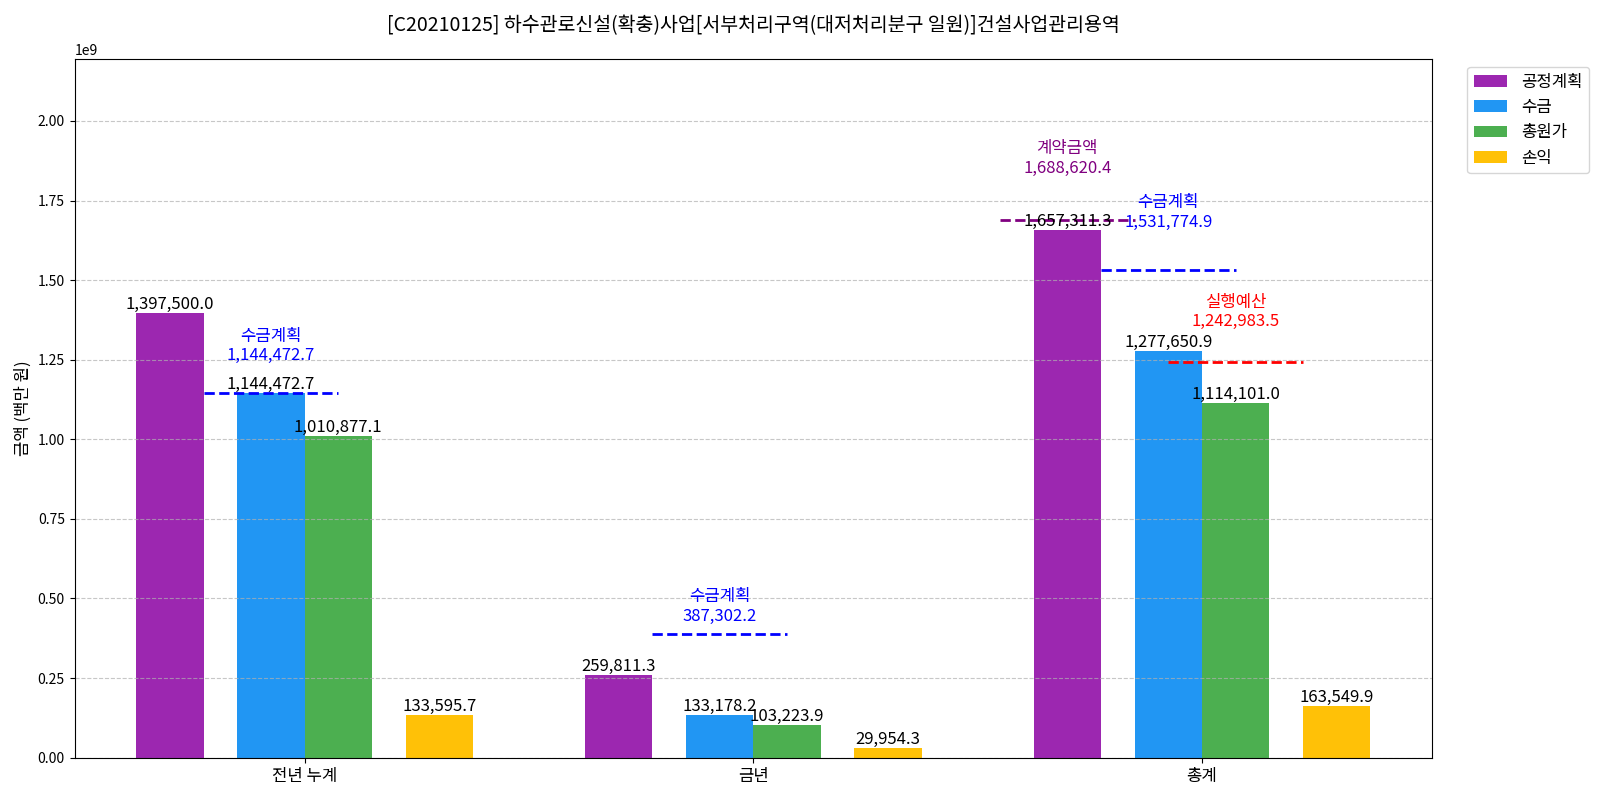 [C20210125] 하수관로신설(확충)사업[서부처리구역(대저처리분구 일원)]건설사업관리용역
1e9
공정계획
수금
총원가
손익
금액 (백만 원)
2.00
1.75
1.50
1.25
1.00
0.75
0.50
0.25
0.00
1,397,500.0
수금계획
1,144,472.7
1,144,472.7
1,010,877.1
133,595.7
수금계획
387,302.2
259,811.3
133,178.2
103,223.9
29,954.3
계약금액
1,688,620.4
1,657,311.3
수금계획
1,531,774.9
실행예산
1,242,983.5
1,277,650.9
1,114,101.0
163,549.9
전년 누계
금년
총계